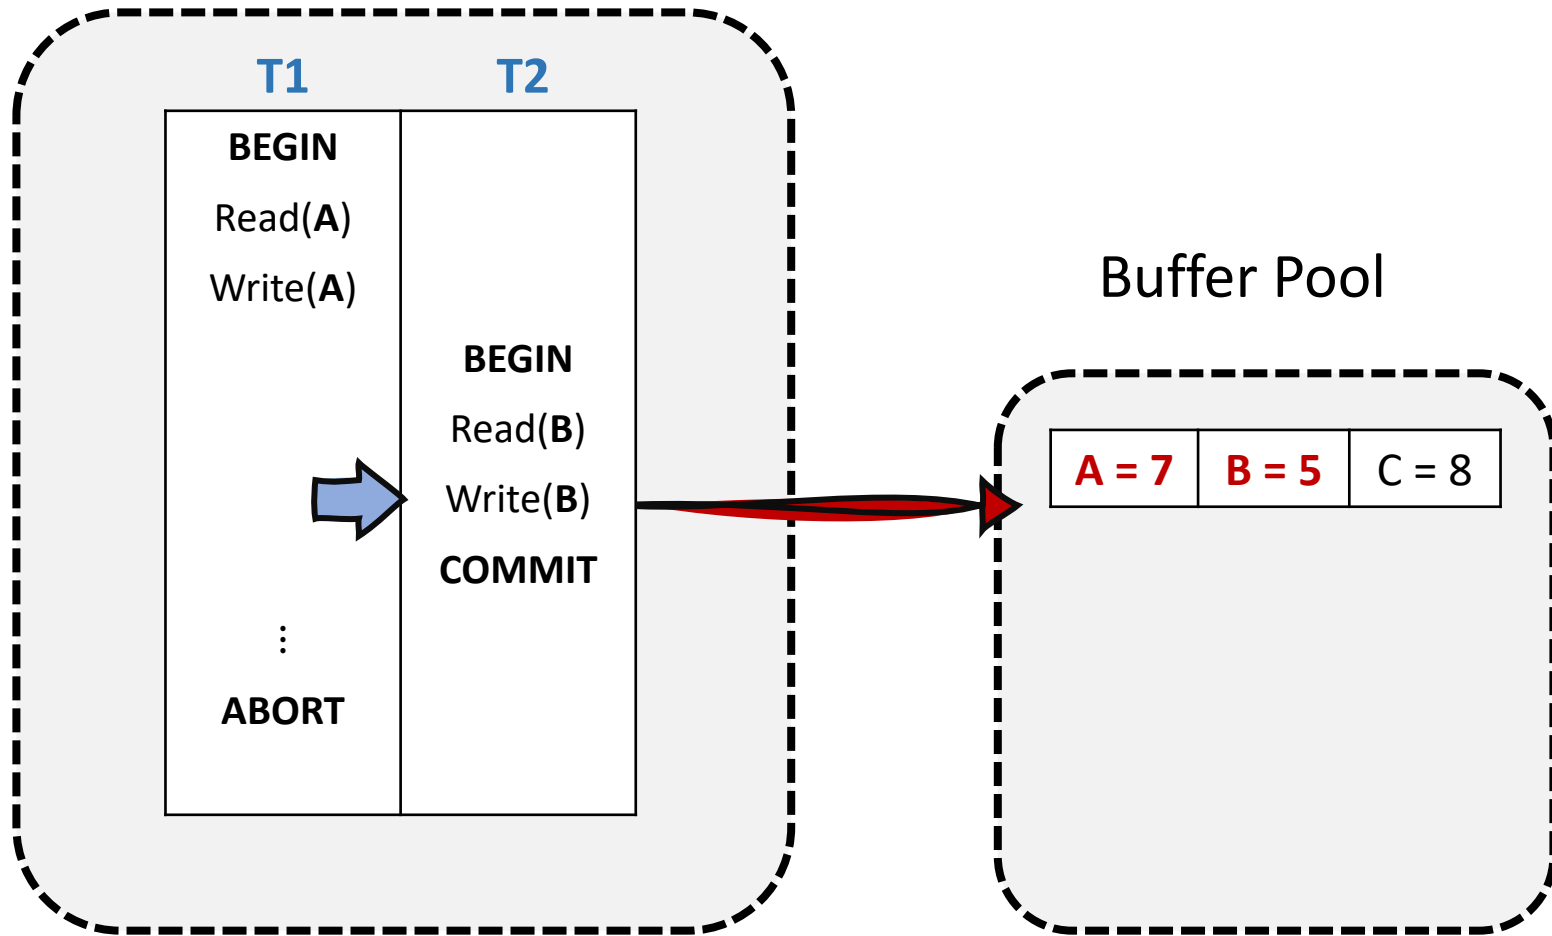 T1 T2
BEGIN
Read(A)
Write(A)
BEGIN
Read(B)
Write(B)
COMMIT
⋮
ABORT
Buffer Pool
A = 7 B = 5 C = 8